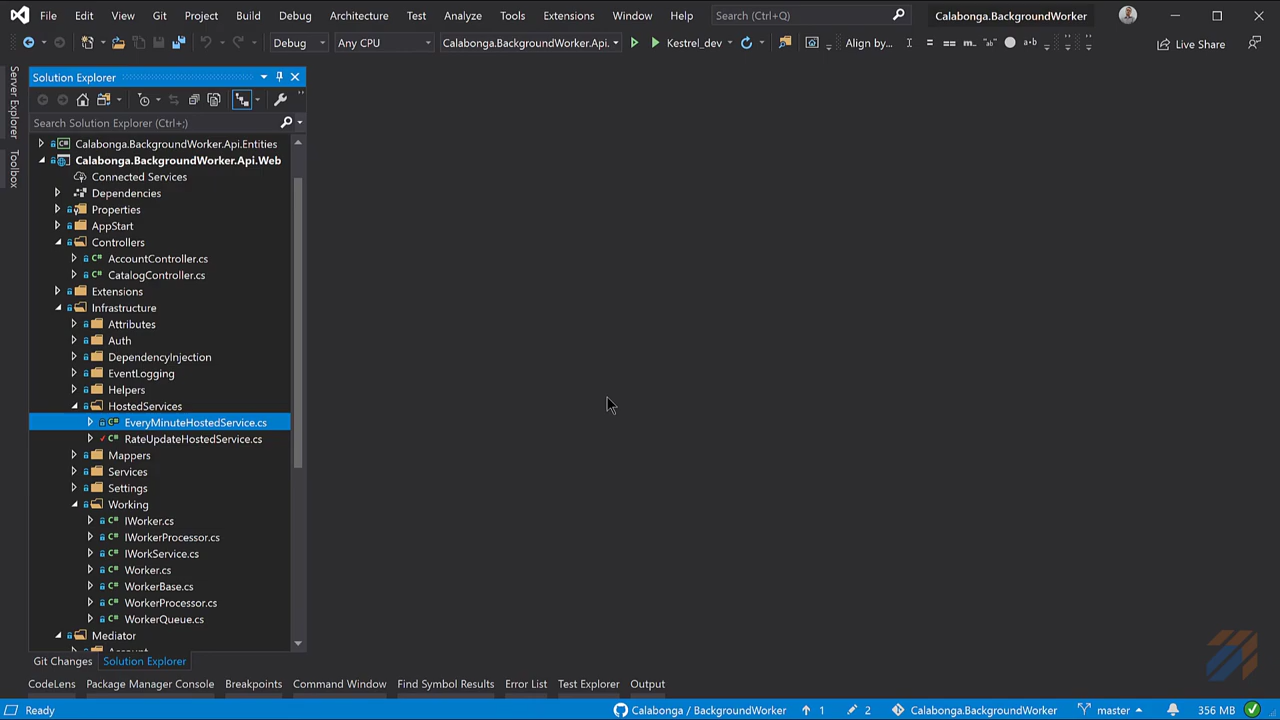 File Edit View Git Project Build Debug Architecture Test Analyze Tools Extensions Window Help Search (Ctrl+Q) Calabonga.BackgroundWorker
Debug Any CPU Calabonga.BackgroundWorker.Api. Kestrel_dev Align by... Live Share
Server Explorer
Toolbox
Solution Explorer
Search Solution Explorer (Ctrl+;)
Calabonga.BackgroundWorker.Api.Entities
Calabonga.BackgroundWorker.Api.Web
Connected Services
Dependencies
Properties
AppStart
Controllers
AccountController.cs
CatalogController.cs
Extensions
Infrastructure
Attributes
Auth
DependencyInjection
EventLogging
Helpers
HostedServices
EveryMinuteHostedService.cs
RateUpdateHostedService.cs
Mappers
Services
Settings
Working
IWorker.cs
IWorkerProcessor.cs
IWorkService.cs
Worker.cs
WorkerBase.cs
WorkerProcessor.cs
WorkerQueue.cs
Mediator
Git Changes Solution Explorer
CodeLens Package Manager Console Breakpoints Command Window Find Symbol Results Error List Test Explorer Output
Ready Calabonga / BackgroundWorker 1 2 Calabonga.BackgroundWorker master 356 MB